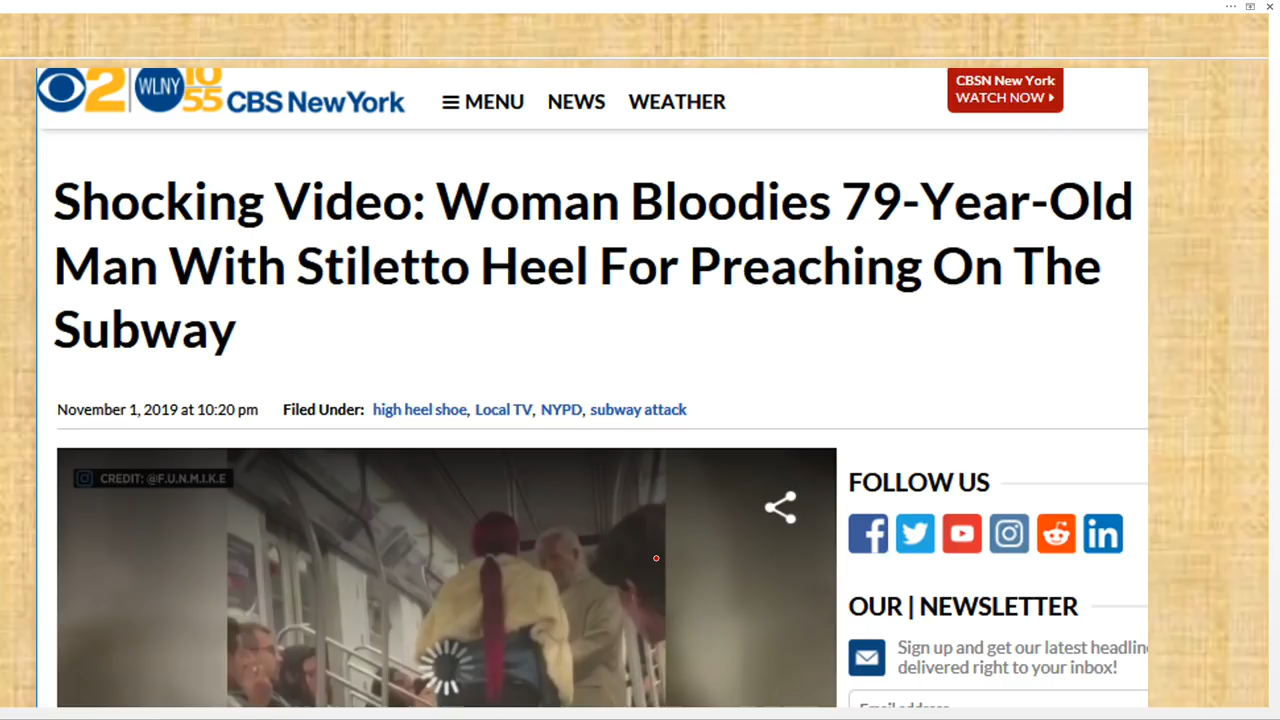 2 WLNY 10 55 CBS New York
MENU NEWS WEATHER
CBSN New York
WATCH NOW
Shocking Video: Woman Bloodies 79-Year-Old
Man With Stiletto Heel For Preaching On The
Subway
November 1, 2019 at 10:20 pm Filed Under: high heel shoe, Local TV, NYPD, subway attack
CREDIT: @F.U.N.M.I.K.E
FOLLOW US
OUR | NEWSLETTER
Sign up and get our latest headlin
delivered right to your inbox!
Email address